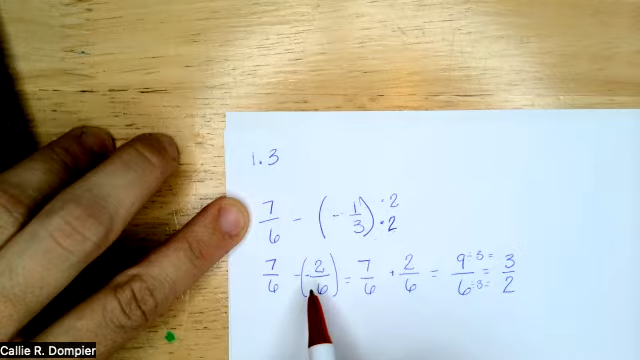 1.3
7/6 - (- 1/3) · 2 · 2
7/6 - (- 2/6) = 7/6 + 2/6 = 9÷3=/6÷3= = 3/2
Callie R. Dompier